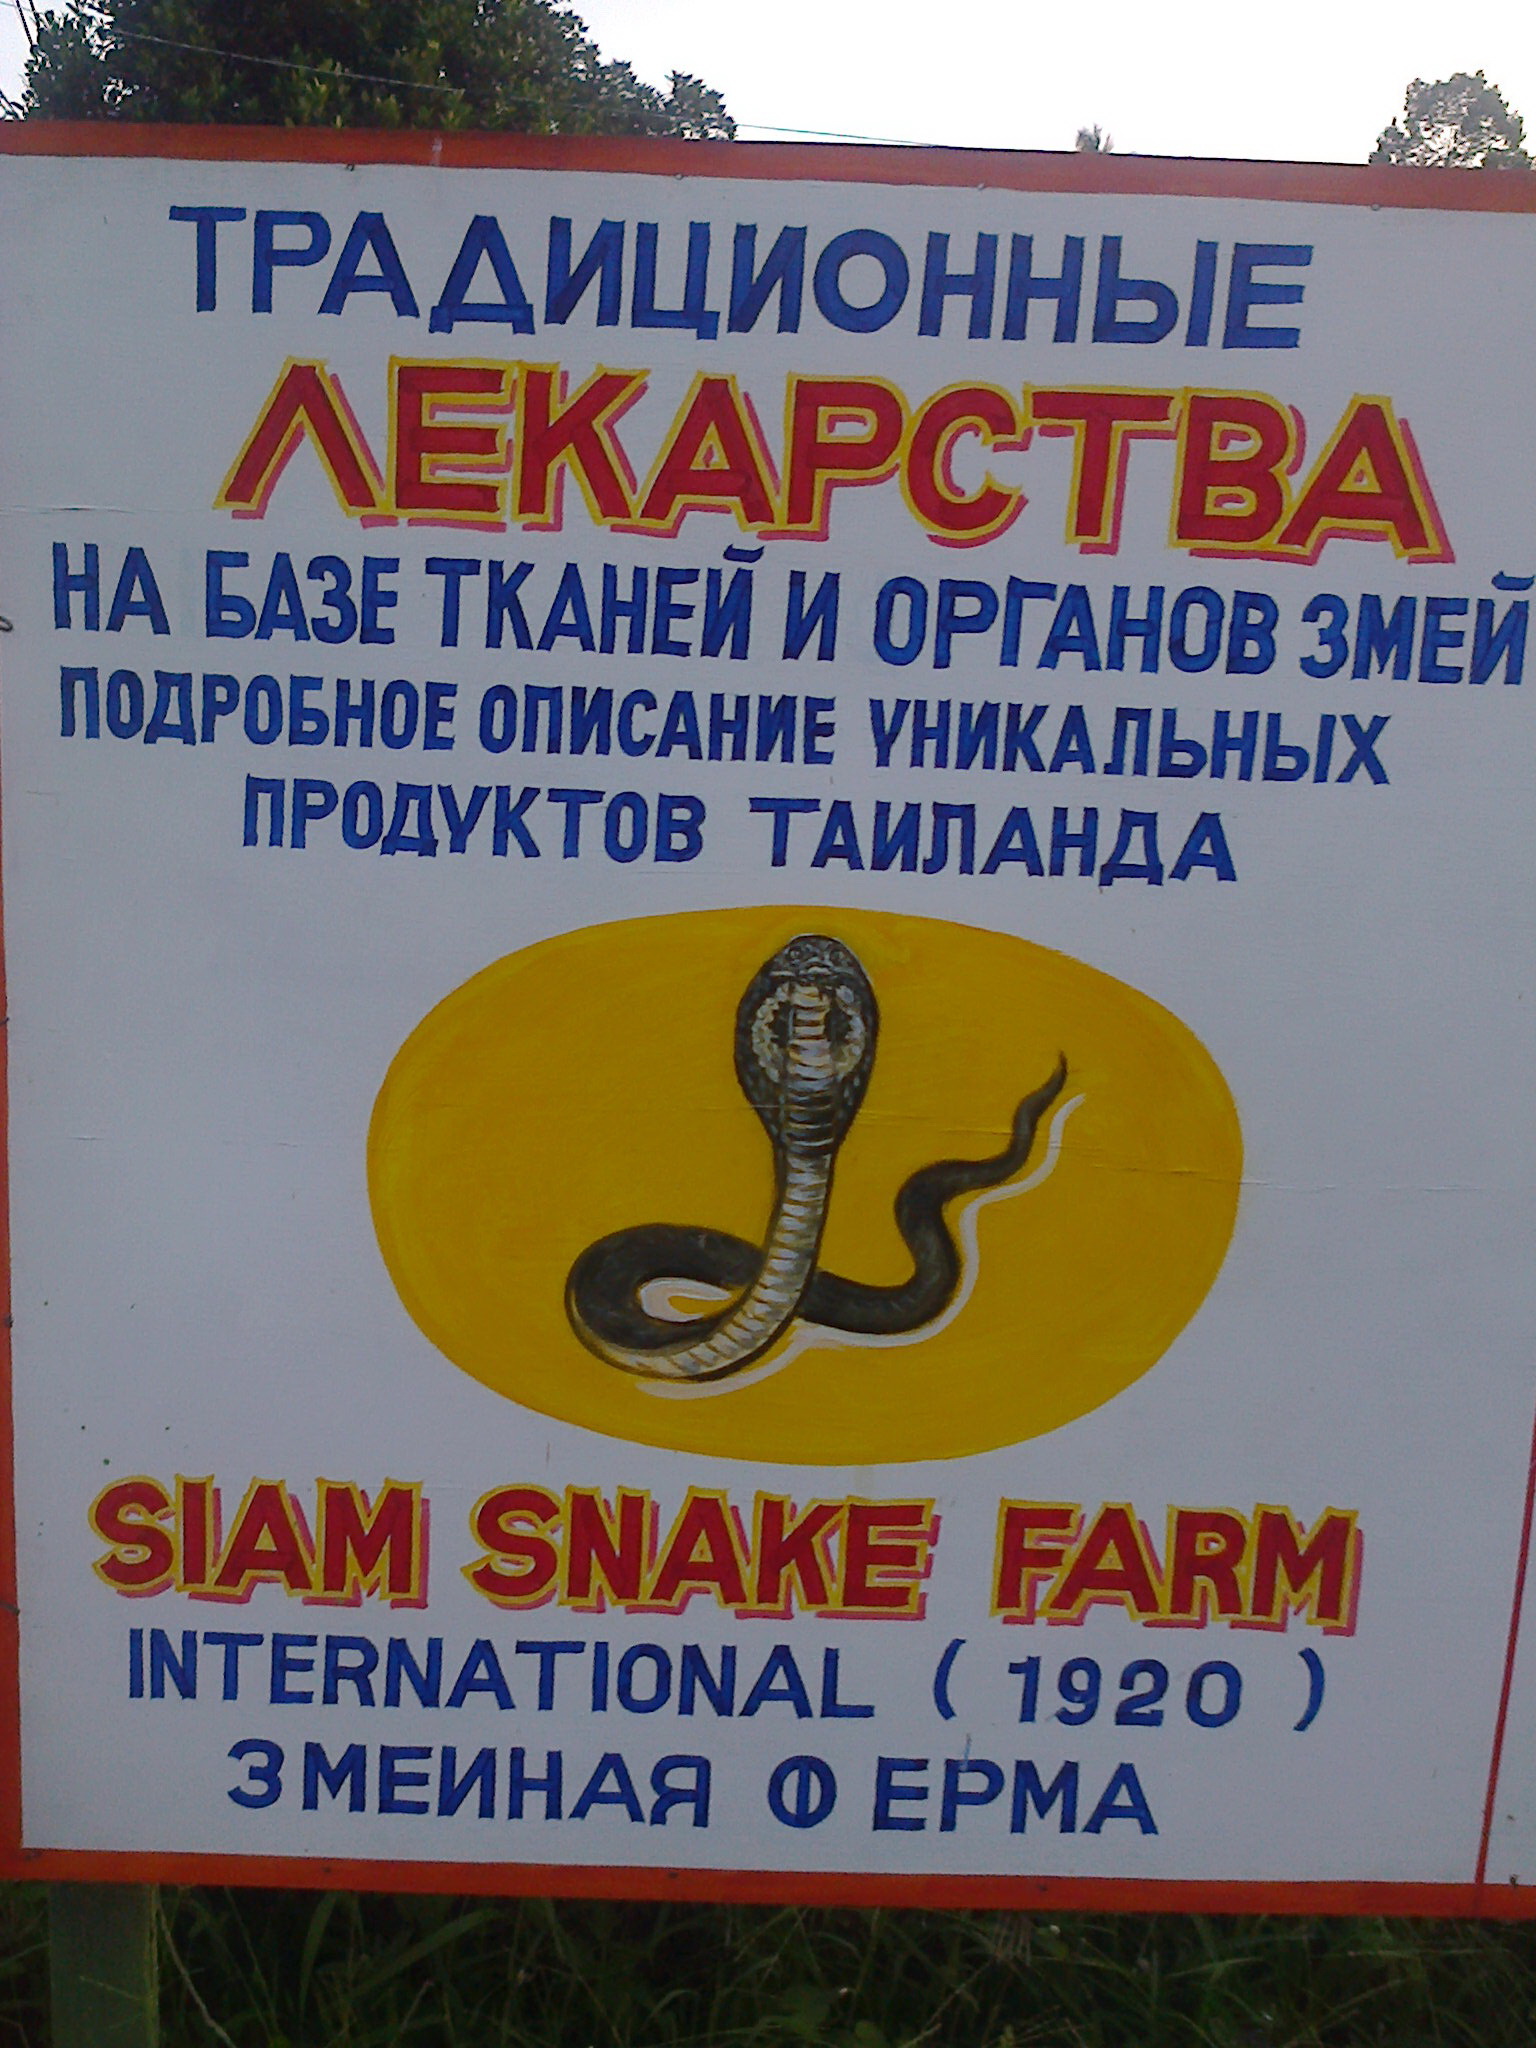 ТРАДИЦИОННЫЕ
ЛЕКАРСТВА
НА БАЗЕ ТКАНЕЙ И ОРГАНОВ ЗМЕЙ
ПОДРОБНОЕ ОПИСАНИЕ УНИКАЛЬНЫХ
ПРОДУКТОВ ТАИЛАНДА
SIAM SNAKE FARM
INTERNATIONAL ( 1920 )
ЗМЕИНАЯ ФЕРМА